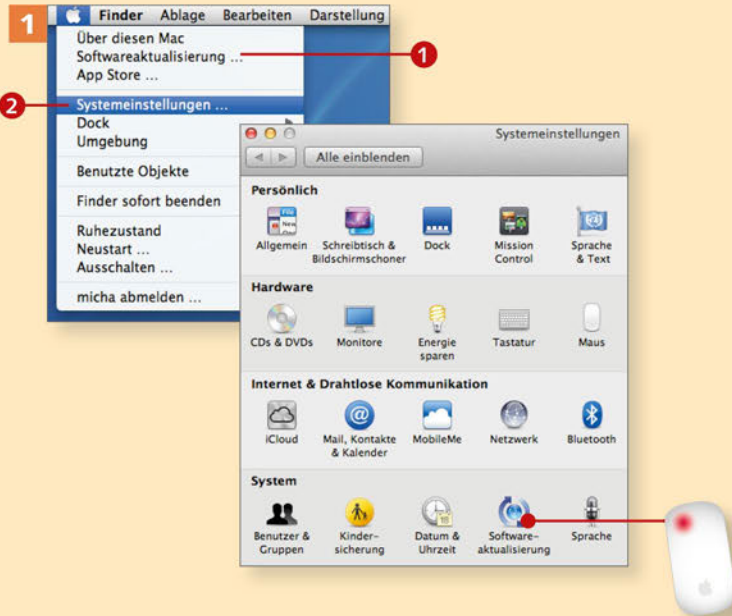 1
Finder Ablage Bearbeiten Darstellung
Über diesen Mac
Softwareaktualisierung ...
1
App Store ...
2
Systemeinstellungen ...
Dock
Umgebung
Benutzte Objekte
Finder sofort beenden
Ruhezustand
Neustart ...
Ausschalten ...
micha abmelden ...
Systemeinstellungen
Alle einblenden
Persönlich
Allgemein
Schreibtisch &
Bildschirmschoner
Dock
Mission
Control
Sprache
& Text
Hardware
CDs & DVDs
Monitore
Energie
sparen
Tastatur
Maus
Internet & Drahtlose Kommunikation
iCloud
Mail, Kontakte
& Kalender
MobileMe
Netzwerk
Bluetooth
System
Benutzer &
Gruppen
Kinder-
sicherung
Datum &
Uhrzeit
Software-
aktualisierung
Sprache